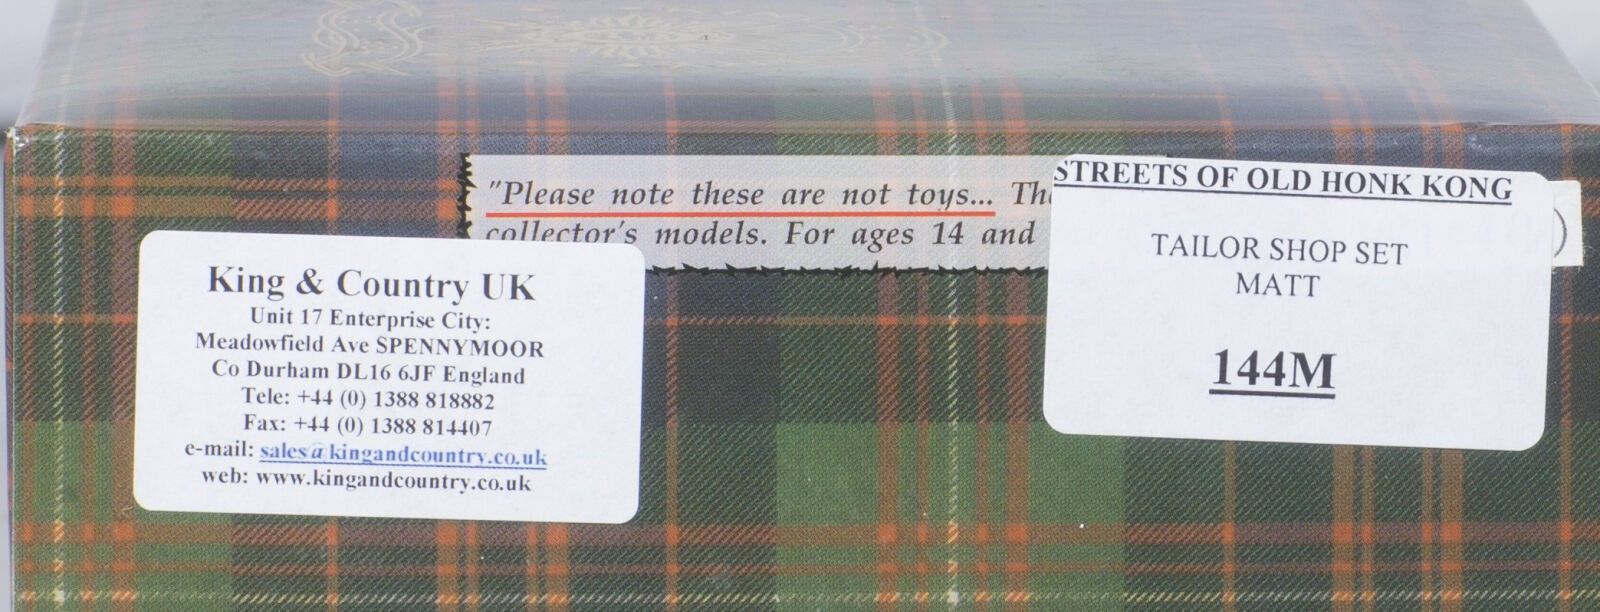 "Please note these are not toys...
collector's models. For ages 14 and
STREETS OF OLD HONK KONG
TAILOR SHOP SET
MATT
144M
King & Country UK
Unit 17 Enterprise City:
Meadowfield Ave SPENNYMOOR
Co Durham DL16 6JF England
Tele: +44 (0) 1388 818882
Fax: +44 (0) 1388 814407
e-mail: sales@kingandcountry.co.uk
web: www.kingandcountry.co.uk